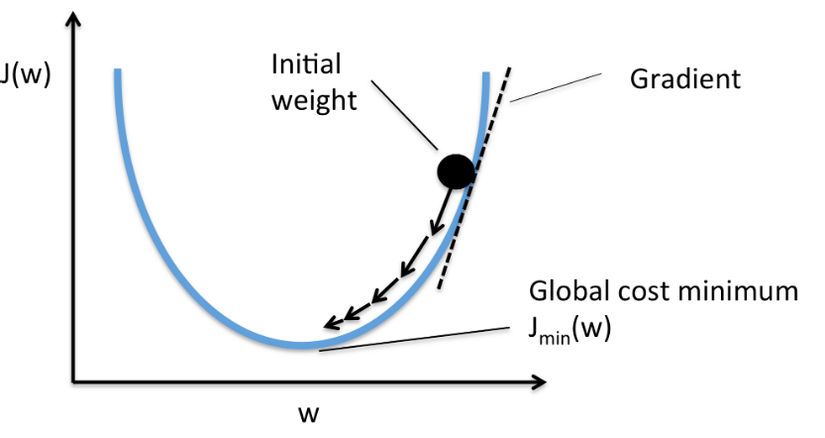 J(w)
Initial
weight
Gradient
Global cost minimum
Jmin(w)
w